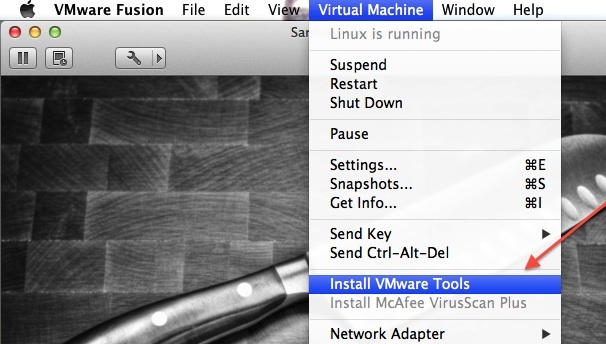 VMware Fusion File Edit View Virtual Machine Window Help
Linux is running
Suspend
Restart
Shut Down
Pause
Settings... ⌘E
Snapshots... ⌘S
Get Info... ⌘I
Send Key
Send Ctrl-Alt-Del
Install VMware Tools
Install McAfee VirusScan Plus
Network Adapter